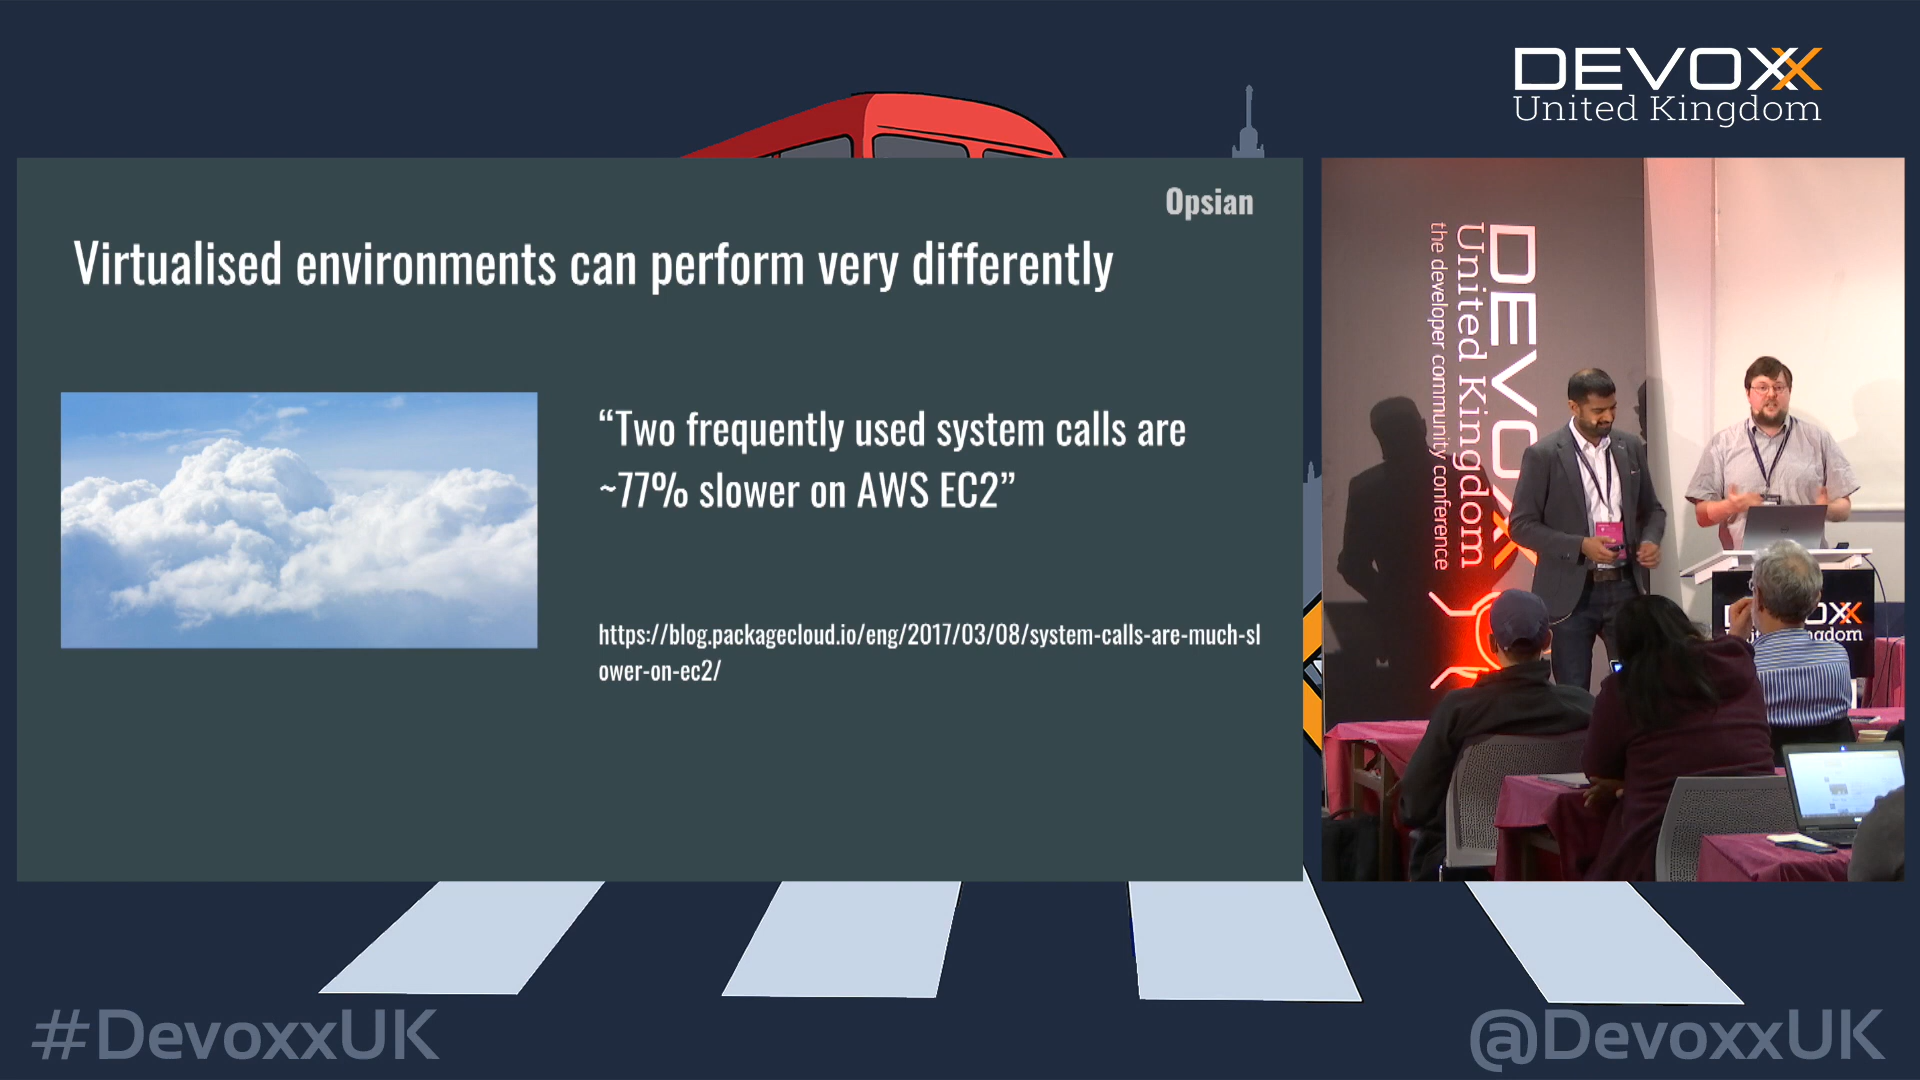 DEVOXX
United Kingdom
Opsian
Virtualised environments can perform very differently
“Two frequently used system calls are
~77% slower on AWS EC2”
https://blog.packagecloud.io/eng/2017/03/08/system-calls-are-much-sl
ower-on-ec2/
DEVOXX
United Kingdom
the developer community conference
#DevoxxUK
@DevoxxUK